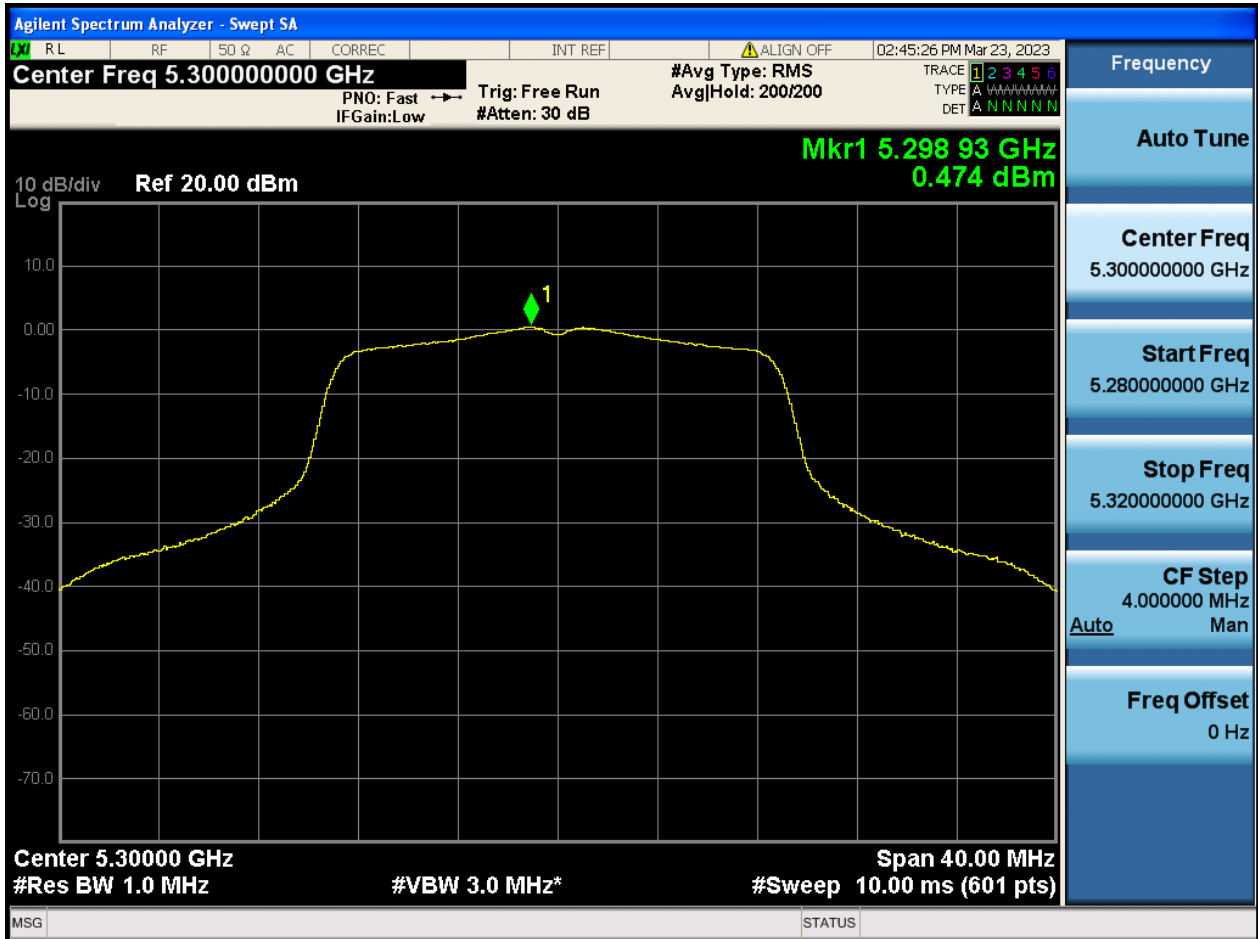 Agilent Spectrum Analyzer - Swept SA
LXI RL RF 50 Ω AC CORREC INT REF ALIGN OFF 02:45:26 PM Mar 23, 2023
Center Freq 5.300000000 GHz
PNO: Fast
IFGain:Low
Trig: Free Run
#Atten: 30 dB
#Avg Type: RMS
Avg|Hold: 200/200
TRACE 1 2 3 4 5 6
TYPE A WWWWW
DET A N N N N N
Mkr1 5.298 93 GHz
0.474 dBm
10 dB/div Ref 20.00 dBm
Log
10.0
0.00
-10.0
-20.0
-30.0
-40.0
-50.0
-60.0
-70.0
1
Center 5.30000 GHz
Span 40.00 MHz
#Res BW 1.0 MHz
#VBW 3.0 MHz*
#Sweep 10.00 ms (601 pts)
MSG
STATUS
Frequency
Auto Tune
Center Freq
5.300000000 GHz
Start Freq
5.280000000 GHz
Stop Freq
5.320000000 GHz
CF Step
4.000000 MHz
Auto Man
Freq Offset
0 Hz